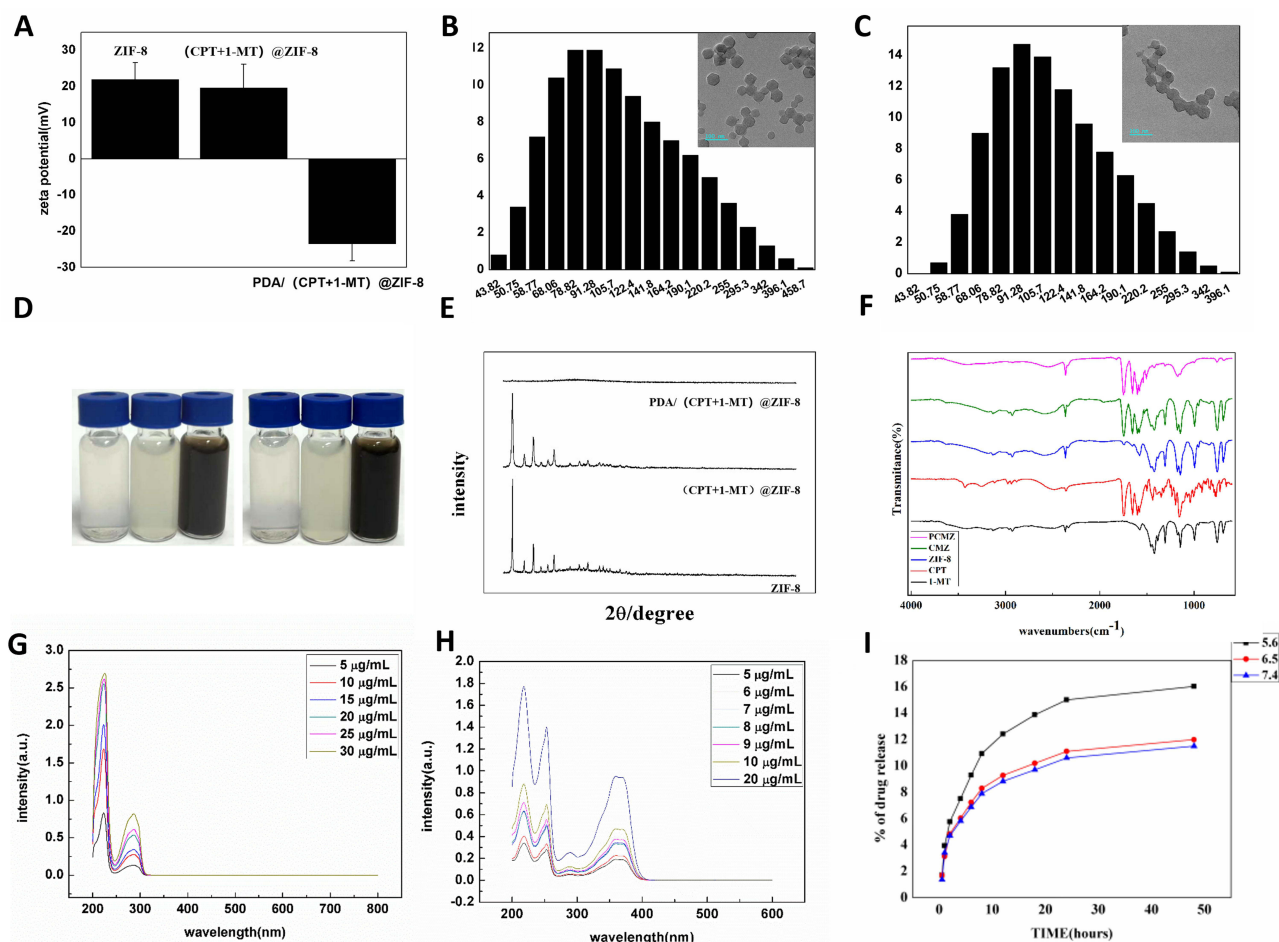 A
30
20
10
0
-10
-20
-30
zeta potential(mV)
ZIF-8
(CPT+1-MT) @ZIF-8
PDA/ (CPT+1-MT) @ZIF-8
B
12
10
8
6
4
2
0
43.82
50.75
58.77
68.06
78.82
91.28
105.7
122.4
141.8
164.2
190.1
220.2
255
295.3
342
396.1
458.7
C
14
12
10
8
6
4
2
0
43.82
50.75
58.77
68.06
78.82
91.28
105.7
122.4
141.8
164.2
190.1
220.2
255
295.3
342
396.1
D
E
intensity
PDA/ (CPT+1-MT) @ZIF-8
(CPT+1-MT) @ZIF-8
ZIF-8
2θ/degree
F
Transmitance(%)
PCMZ
CMZ
ZIF-8
CPT
1-MT
4000
3000
2000
1000
wavenumbers(cm-1)
G
3.0
2.5
2.0
1.5
1.0
0.5
0.0
intensity(a.u.)
5 μg/mL
10 μg/mL
15 μg/mL
20 μg/mL
25 μg/mL
30 μg/mL
200
300
400
500
600
700
800
wavelength(nm)
H
2.0
1.8
1.6
1.4
1.2
1.0
0.8
0.6
0.4
0.2
0.0
-0.2
intensity(a.u.)
5 μg/mL
6 μg/mL
7 μg/mL
8 μg/mL
9 μg/mL
10 μg/mL
20 μg/mL
200
300
400
500
600
wavelength(nm)
I
18
16
14
12
10
8
6
4
2
0
% of drug release
5.6
6.5
7.4
0
10
20
30
40
50
TIME(hours)